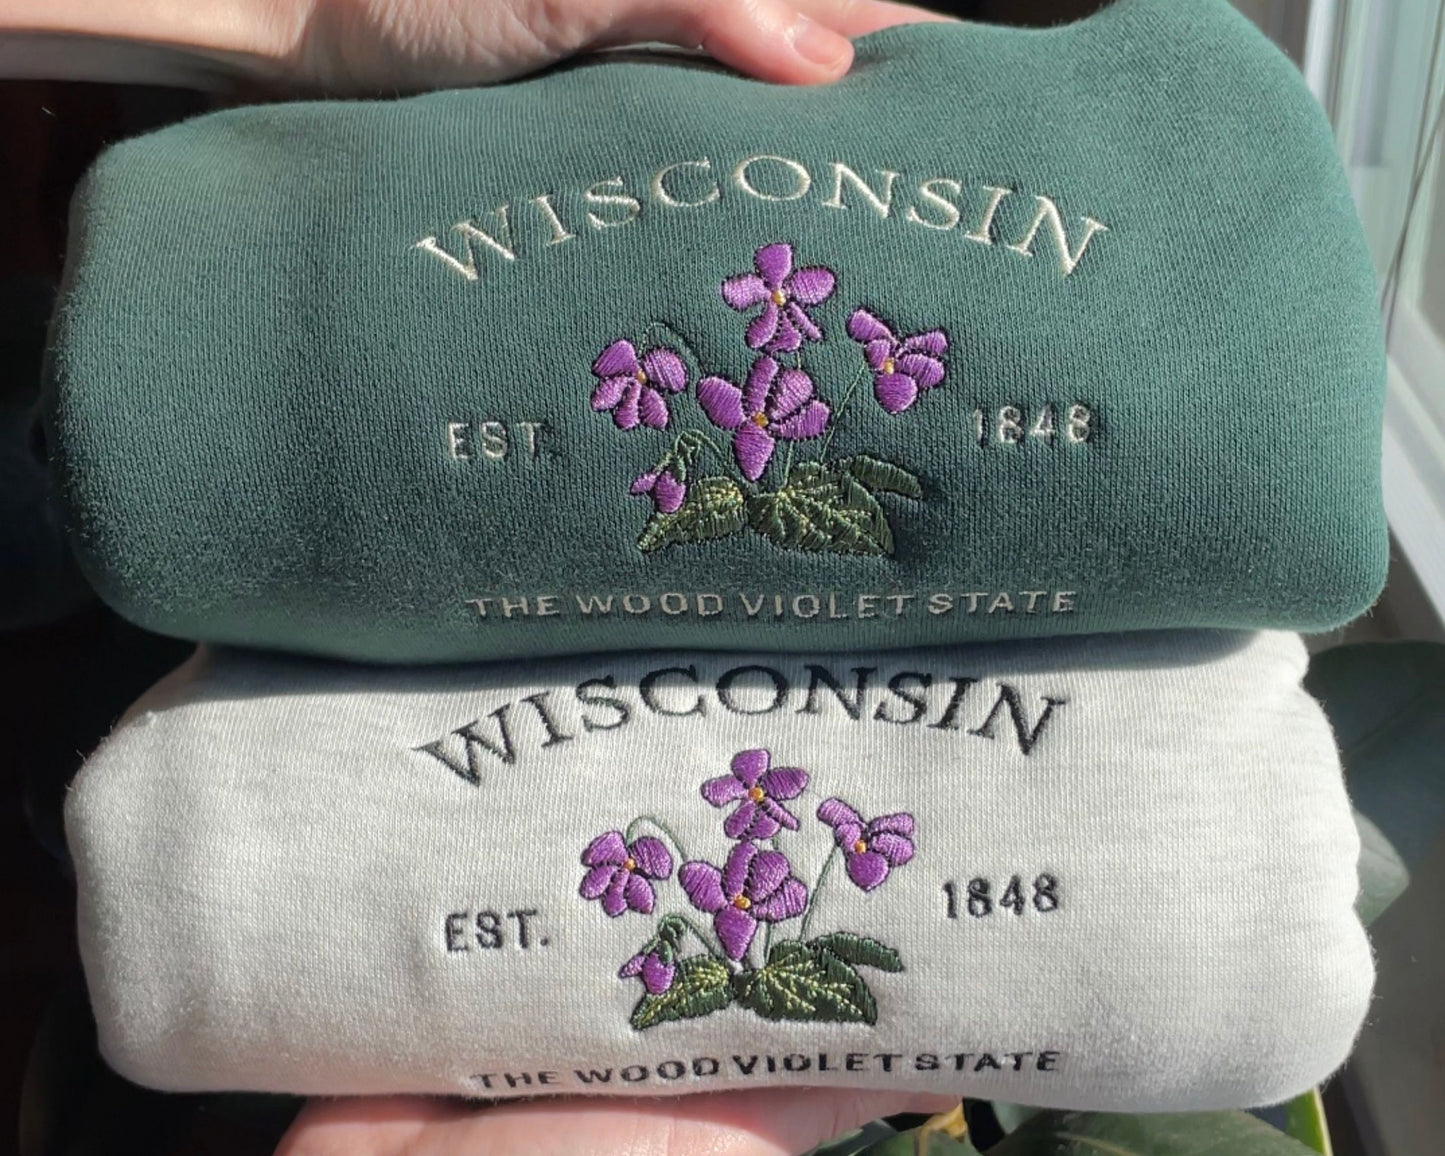 WISCONSIN
EST. 1848
THE WOOD VIOLET STATE
WISCONSIN
EST. 1848
THE WOOD VIOLET STATE